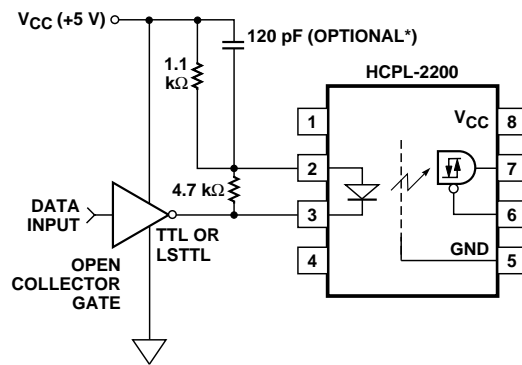 VCC (+5 V)
120 pF (OPTIONAL*)
1.1
kΩ
HCPL-2200
1
VCC
8
2
7
4.7 kΩ
DATA
INPUT
3
6
TTL OR
LSTTL
OPEN
COLLECTOR
GATE
4
GND
5